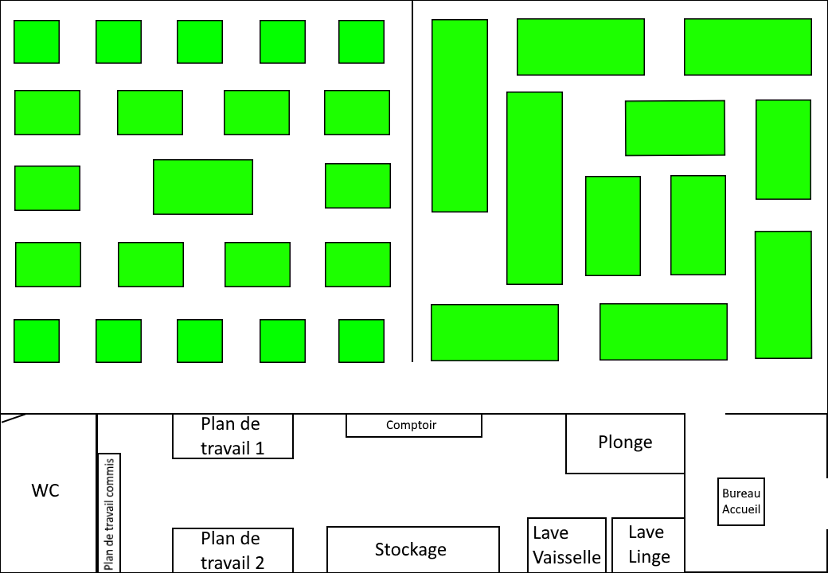 Plan de
travail 1
Comptoir
Plonge
WC
Plan de travail commis
Bureau
Accueil
Plan de
travail 2
Stockage
Lave
Vaisselle
Lave
Linge